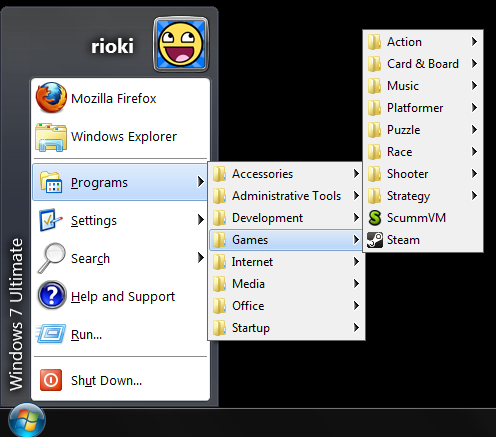 rioki
Mozilla Firefox
Windows Explorer
Programs
Settings
Search
Help and Support
Run...
Shut Down...
Windows 7 Ultimate
Accessories
Administrative Tools
Development
Games
Internet
Media
Office
Startup
Action
Card & Board
Music
Platformer
Puzzle
Race
Shooter
Strategy
ScummVM
Steam